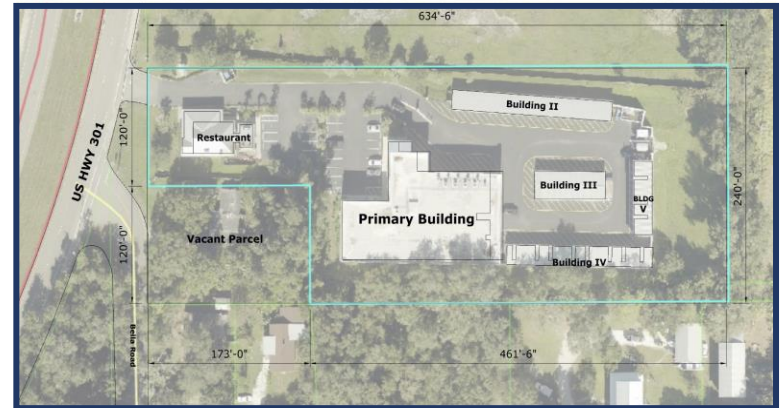 634'-6"
US HWY 301
120'-0"
Restaurant
Building II
Building III
BLDG
V
240'-0"
Primary Building
Vacant Parcel
120'-0"
Building IV
Bella Road
173'-0"
461'-6"